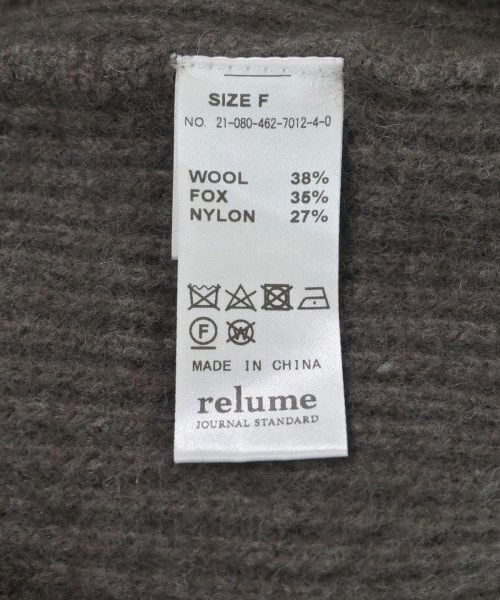 SIZE F
NO. 21-080-462-7012-4-0
WOOL 38%
FOX 35%
NYLON 27%
F W
MADE IN CHINA
relume
JOURNAL STANDARD